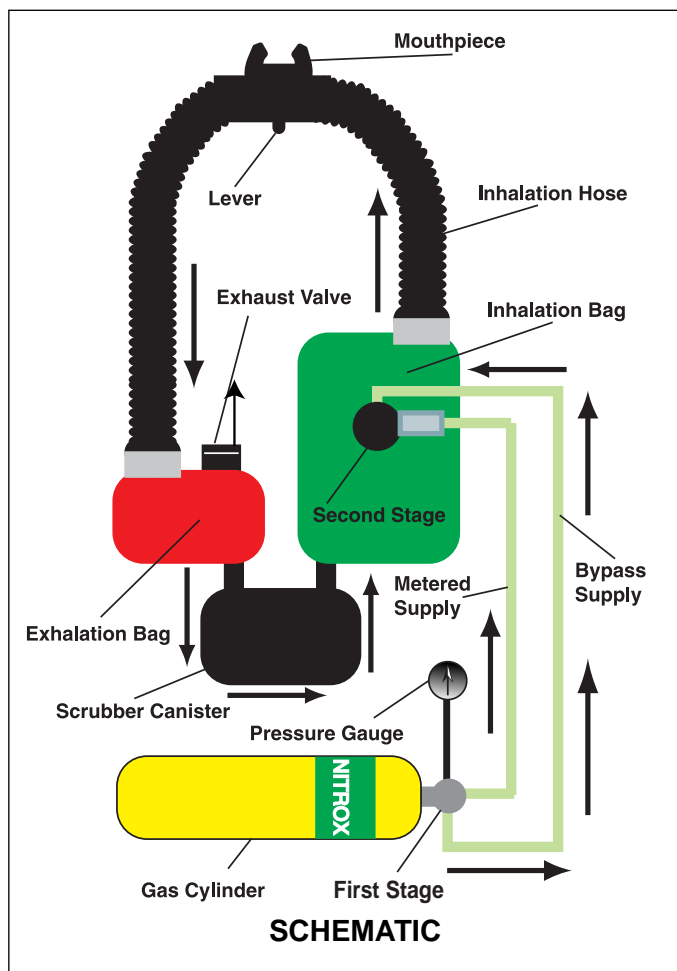 Mouthpiece
Lever
Inhalation Hose
Exhaust Valve
Inhalation Bag
Second Stage
Metered
Supply
Bypass
Supply
Exhalation Bag
Scrubber Canister
Pressure Gauge
NITROX
Gas Cylinder
First Stage
SCHEMATIC